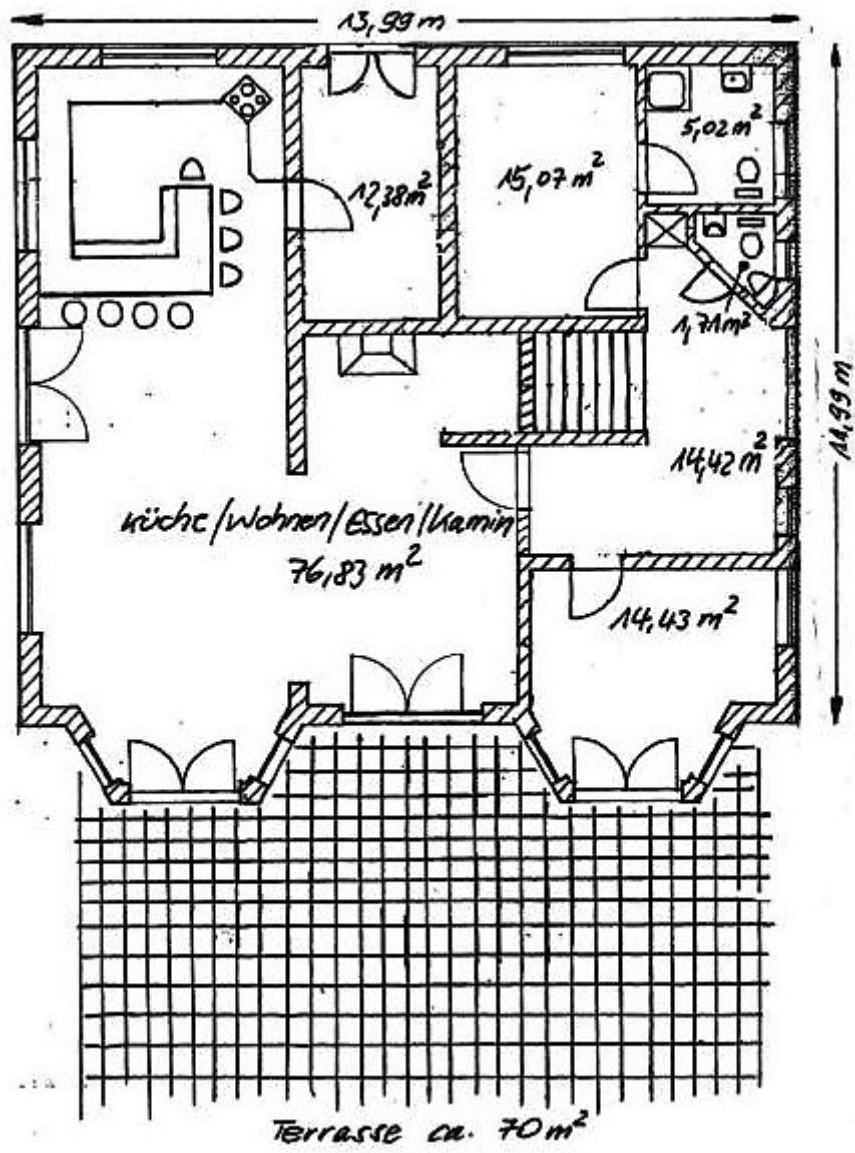 13,99 m
5,02 m²
12,38 m²
15,07 m²
1,71 m²
11,99 m
14,42 m²
Küche/Wohnen/Essen/Kamin
76,83 m²
14,43 m²
Terrasse ca. 70 m²